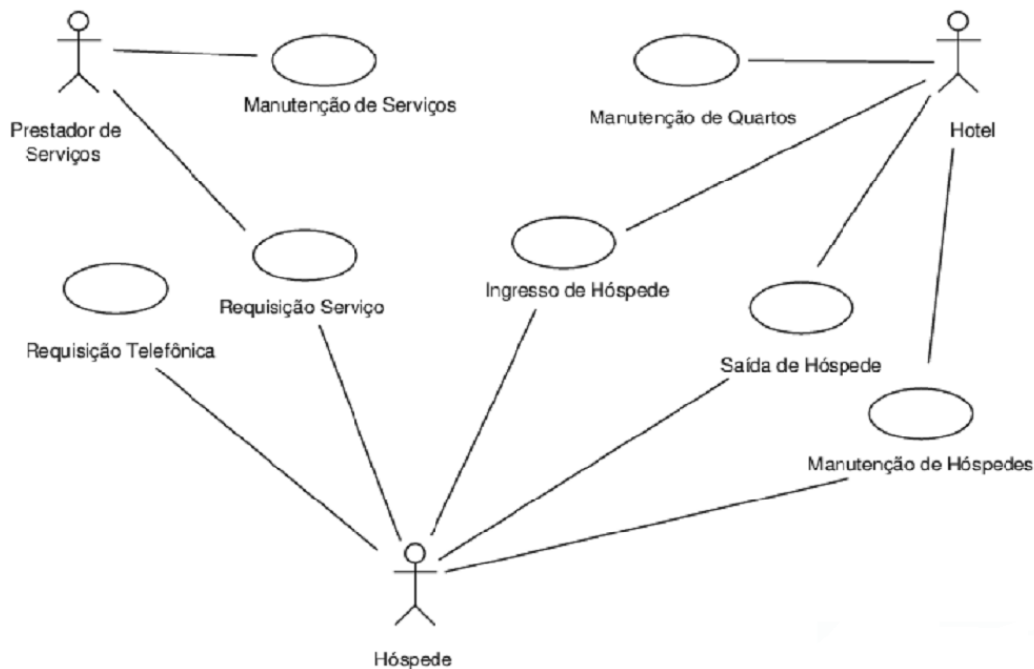 Manutenção de Serviços
Manutenção de Quartos
Prestador de
Serviços
Hotel
Ingresso de Hóspede
Requisição Serviço
Requisição Telefônica
Saída de Hóspede
Manutenção de Hóspedes
Hóspede